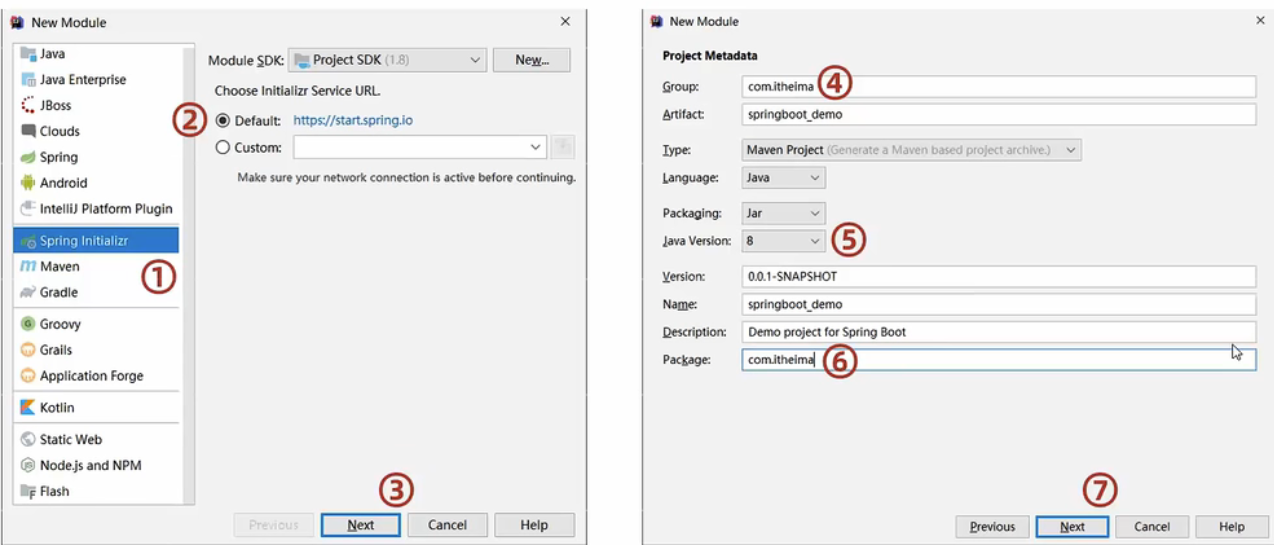 New Module
Java
Java Enterprise
JBoss
Clouds
Spring
Android
IntelliJ Platform Plugin
Spring Initializr
①
Maven
Gradle
Groovy
Grails
Application Forge
Kotlin
Static Web
Node.js and NPM
Flash
Module SDK: Project SDK (1.8) New...
Choose Initializr Service URL.
② Default: https://start.spring.io
Custom:
Make sure your network connection is active before continuing.
③
Previous Next Cancel Help
New Module
Project Metadata
Group: com.itheima ④
Artifact: springboot_demo
Type: Maven Project (Generate a Maven based project archive.)
Language: Java
Packaging: Jar
Java Version: 8 ⑤
Version: 0.0.1-SNAPSHOT
Name: springboot_demo
Description: Demo project for Spring Boot
Package: com.itheima ⑥
⑦
Previous Next Cancel Help